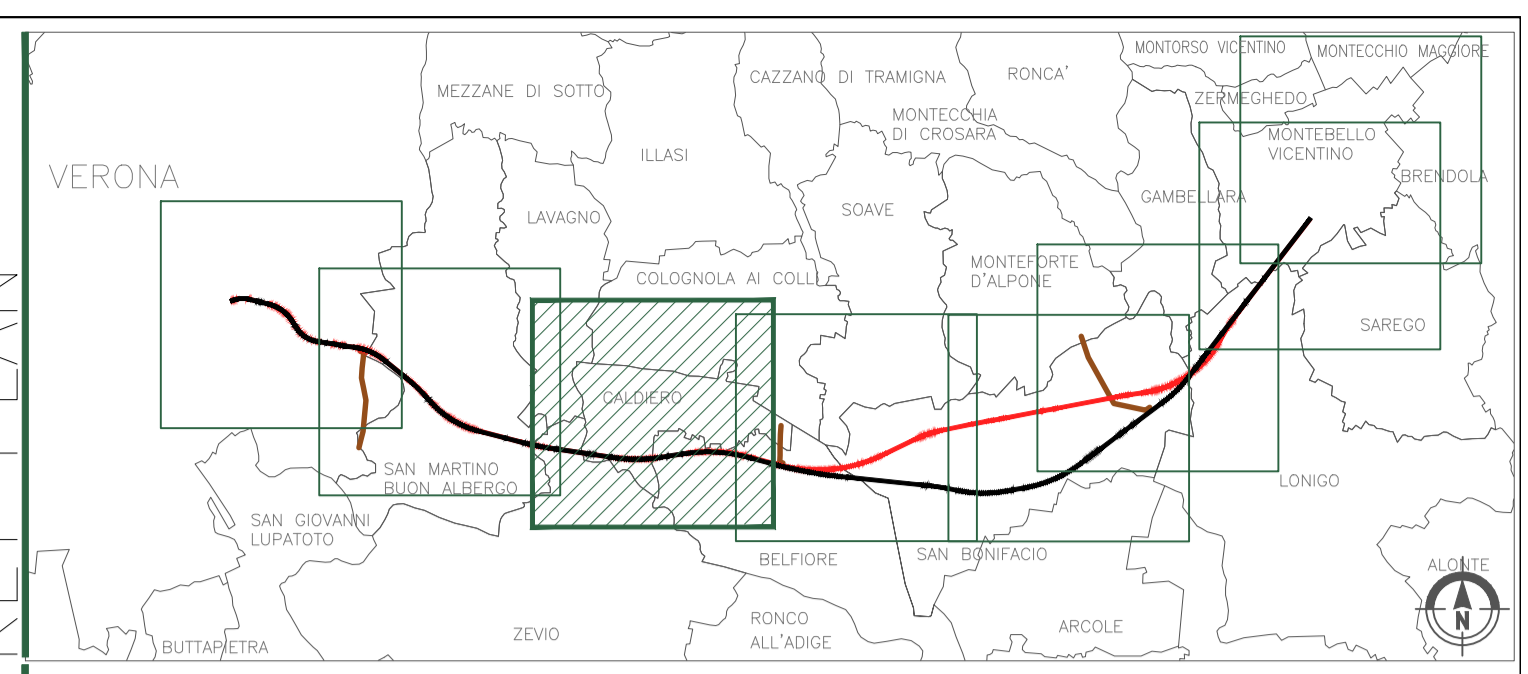 MONTORSO VICENTINO
MONTECCHIO MAGGIORE
MEZZANE DI SOTTO
CAZZANO DI TRAMIGNA
RONCA'
ZERMEGHEDO
MONTECCHIA
DI CROSARA
MONTEBELLO
VICENTINO
ILLASI
VERONA
BRENDOLA
GAMBELLARA
LAVAGNO
SOAVE
MONTEFORTE
D'ALPONE
COLOGNOLA AI COLLI
SAREGO
CALDIERO
SAN MARTINO
BUON ALBERGO
LONIGO
SAN GIOVANNI
LUPATOTO
BELFIORE
SAN BONIFACIO
ALONTE
N
RONCO
ALL'ADIGE
ARCOLE
ZEVIO
BUTTAPIETRA